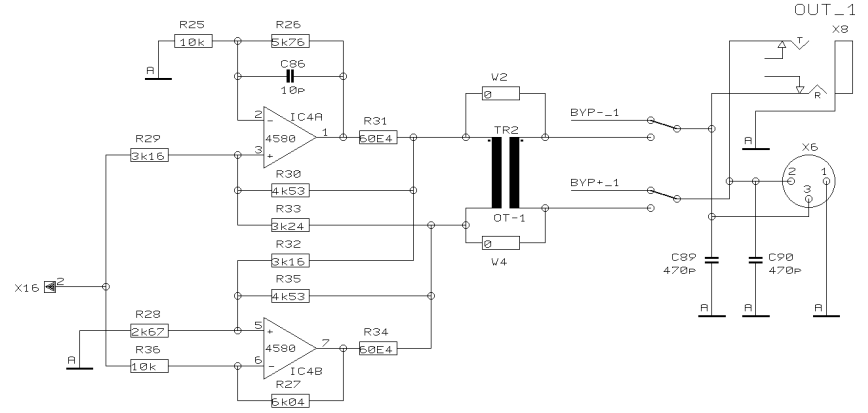 OUT_1
R25
R26
X8
10k
5k76
T
A
C86
10p
R
W2
0
BYP-_1
2
-
IC4A
R31
TR2
R29
4580
1
60E4
A
X6
3k16
3
+
R30
BYP+_1
2
1
4k53
3
R33
OT-1
3k24
R32
0
3k16
W4
C89
C90
X16
2
R35
470p
470p
4k53
R28
A
A
A
2k67
5
+
7
R34
A
R36
4580
60E4
10k
6
-
IC4B
R27
6k04